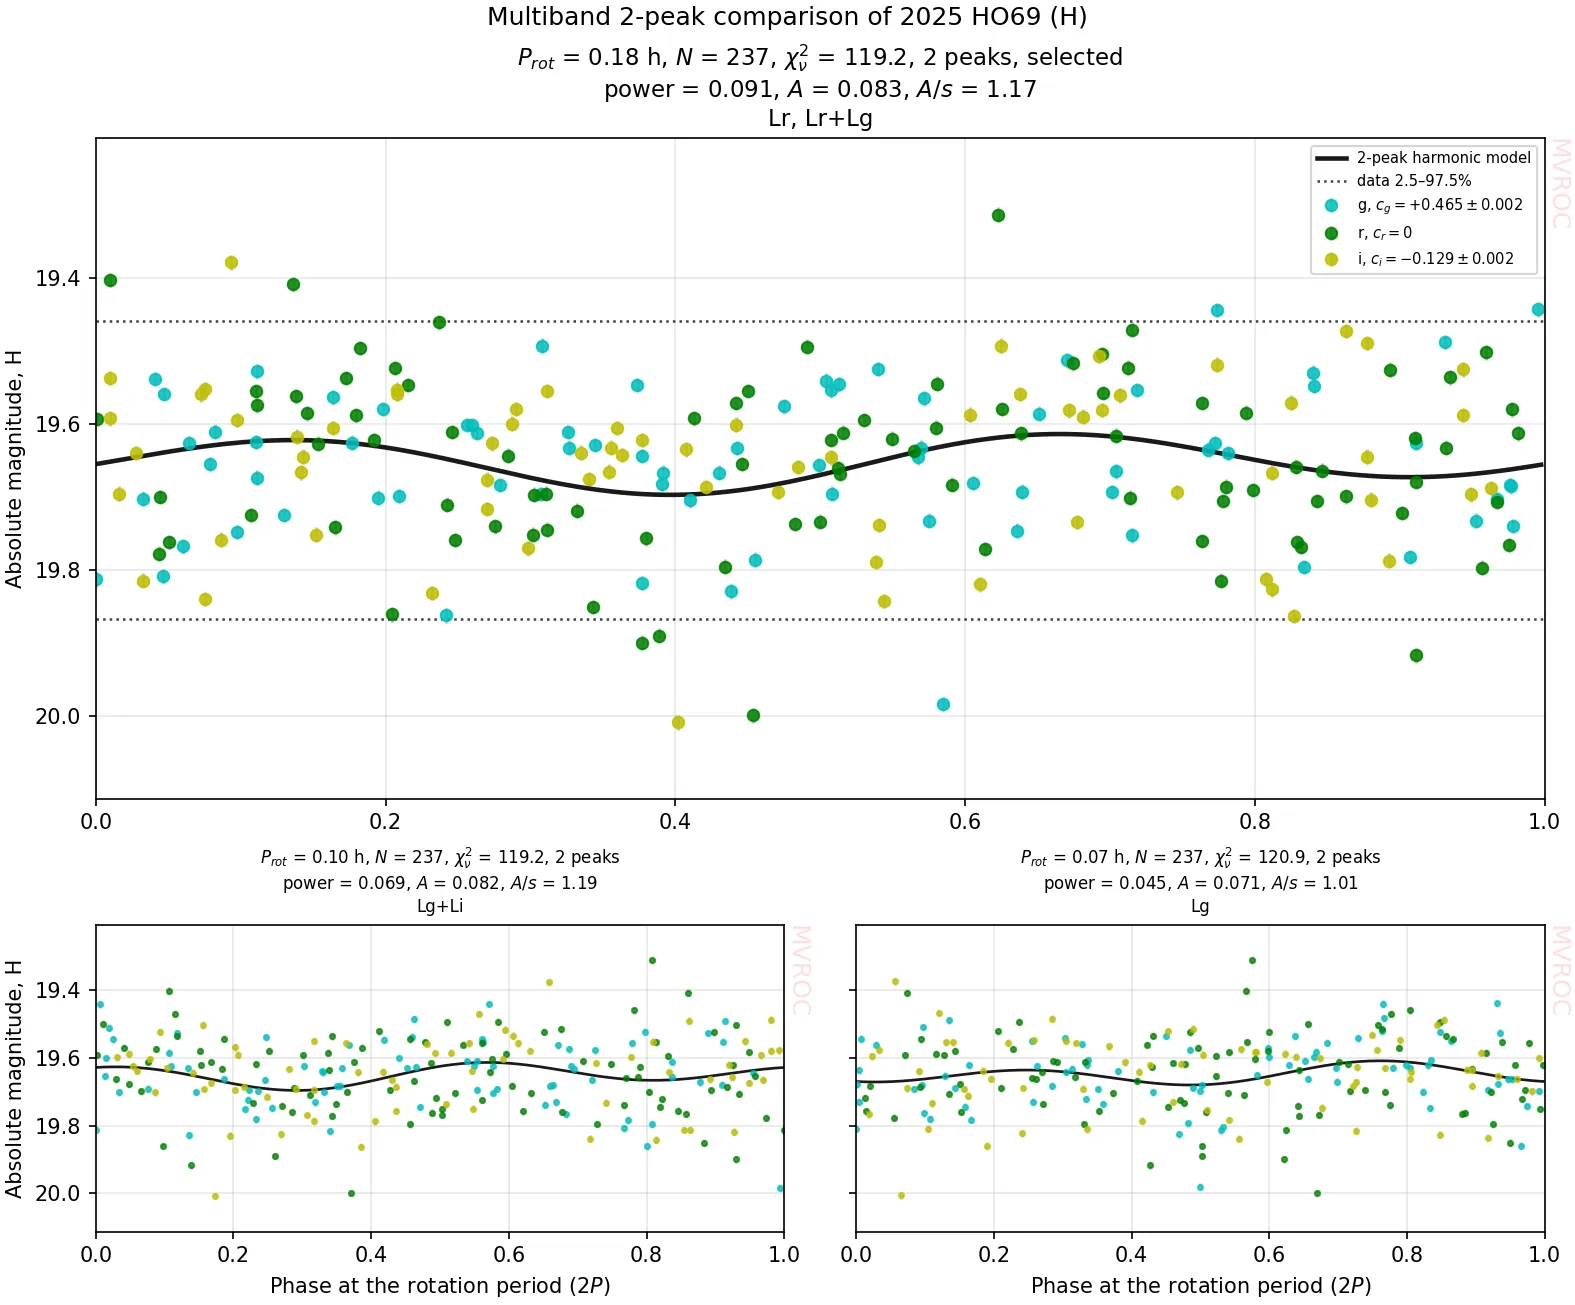 Multiband 2-peak comparison of 2025 HO69 (H)
P_rot = 0.18 h, N = 237, χ²_ν = 119.2, 2 peaks, selected
power = 0.091, A = 0.083, A/s = 1.17
Lr, Lr+Lg
2-peak harmonic model
data 2.5–97.5%
g, c_g = +0.465 ± 0.002
r, c_r = 0
i, c_i = −0.129 ± 0.002
MVROC
Absolute magnitude, H
19.4
19.6
19.8
20.0
0.0 0.2 0.4 0.6 0.8 1.0
P_rot = 0.10 h, N = 237, χ²_ν = 119.2, 2 peaks
power = 0.069, A = 0.082, A/s = 1.19
Lg+Li
MVROC
Absolute magnitude, H
19.4
19.6
19.8
20.0
0.0 0.2 0.4 0.6 0.8 1.0
Phase at the rotation period (2P)
P_rot = 0.07 h, N = 237, χ²_ν = 120.9, 2 peaks
power = 0.045, A = 0.071, A/s = 1.01
Lg
MVROC
0.0 0.2 0.4 0.6 0.8 1.0
Phase at the rotation period (2P)